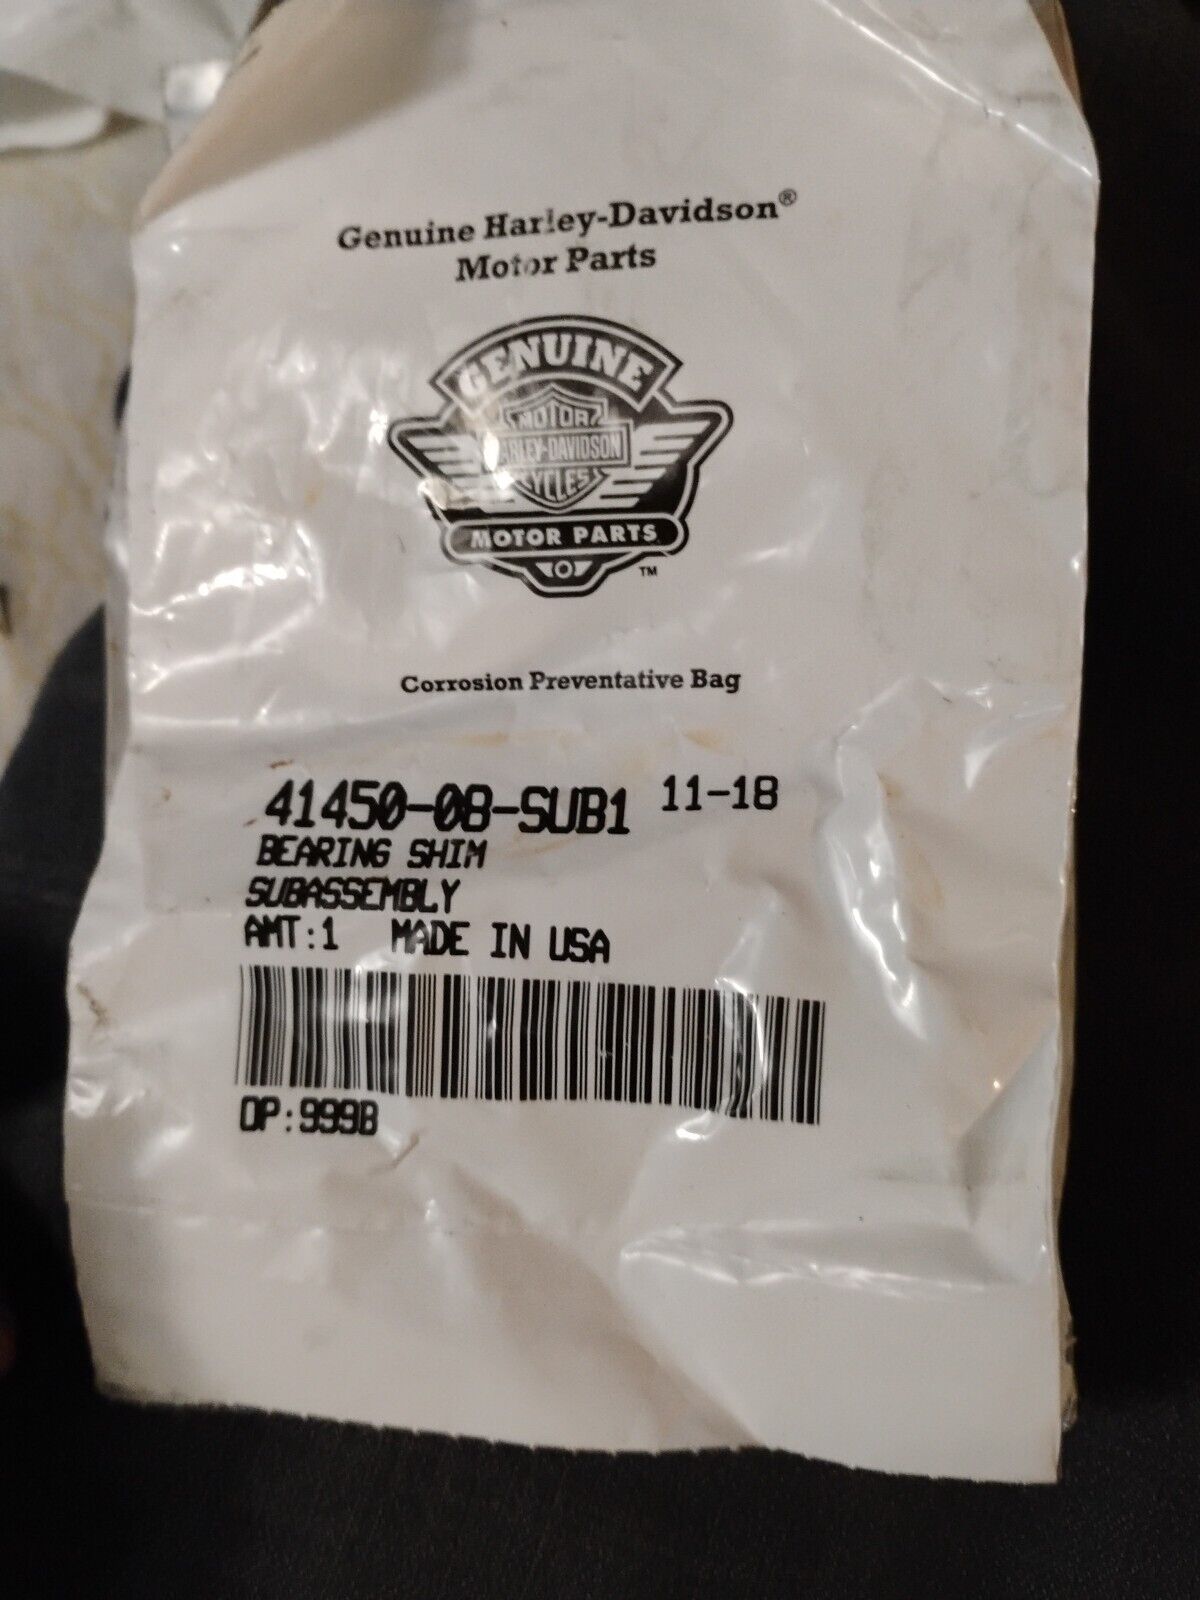 Genuine Harley-Davidson®
Motor Parts
GENUINE
MOTOR
HARLEY-DAVIDSON
CYCLES
MOTOR PARTS
TM
Corrosion Preventative Bag
41450-08-SUB1 11-18
BEARING SHIM
SUBASSEMBLY
AMT:1 MADE IN USA
OP:999B